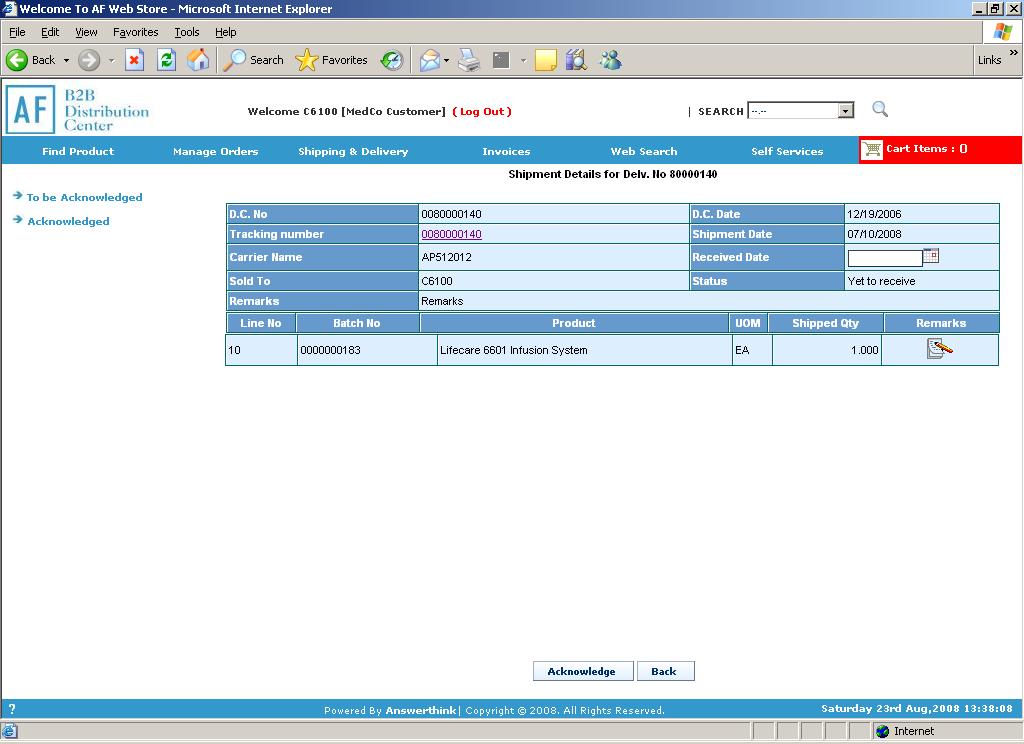 Welcome To AF Web Store - Microsoft Internet Explorer
File Edit View Favorites Tools Help
Back Search Favorites Links »
AF B2B Distribution Center
Welcome C6100 [MedCo Customer] ( Log Out ) | SEARCH --.--
Find Product Manage Orders Shipping & Delivery Invoices Web Search Self Services Cart Items : 0
Shipment Details for Delv. No 80000140
To be Acknowledged
Acknowledged
D.C. No 0080000140 D.C. Date 12/19/2006
Tracking number 0080000140 Shipment Date 07/10/2008
Carrier Name AP512012 Received Date
Sold To C6100 Status Yet to receive
Remarks Remarks
Line No Batch No Product UOM Shipped Qty Remarks
10 0000000183 Lifecare 6601 Infusion System EA 1.000
Acknowledge Back
? Powered By Answerthink | Copyright © 2008. All Rights Reserved. Saturday 23rd Aug,2008 13:38:08
Internet